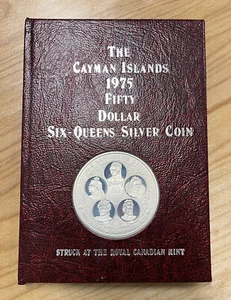 The
Cayman Islands
1975
Fifty
Dollar
Six-Queens Silver Coin
Struck at the Royal Canadian Mint